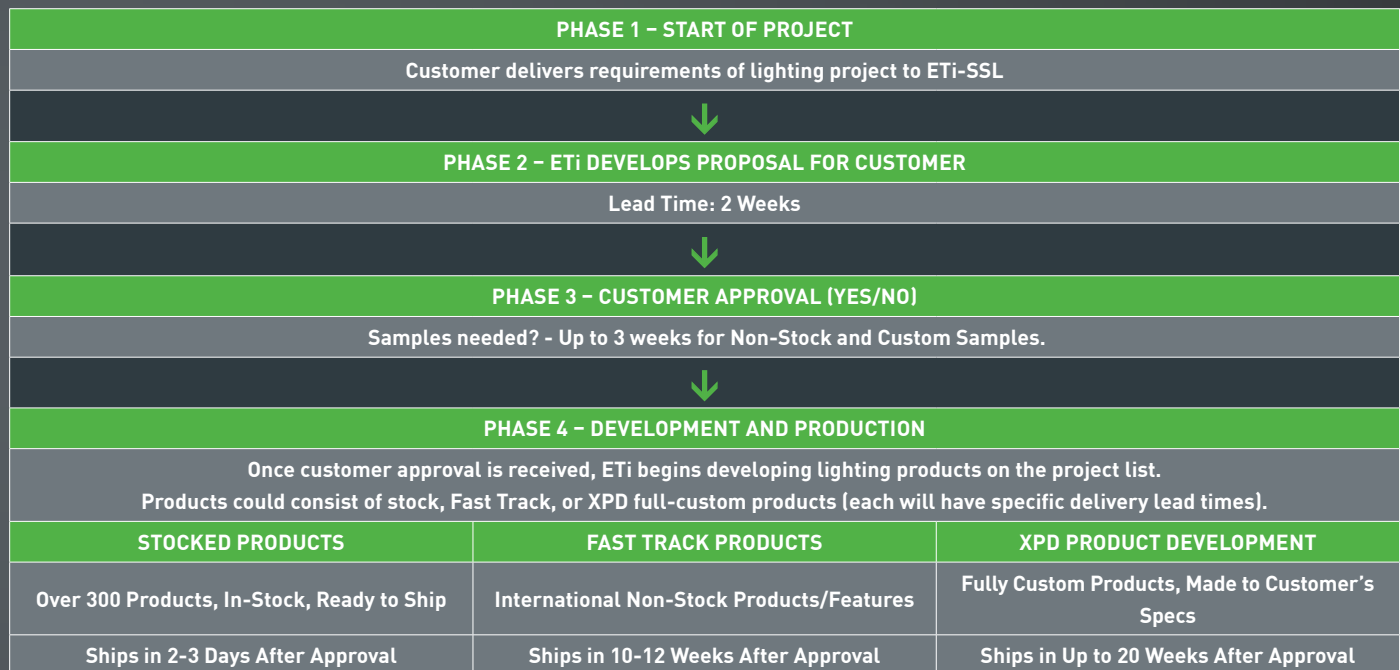 PHASE 1 – START OF PROJECT
Customer delivers requirements of lighting project to ETi-SSL
PHASE 2 – ETi DEVELOPS PROPOSAL FOR CUSTOMER
Lead Time: 2 Weeks
PHASE 3 – CUSTOMER APPROVAL (YES/NO)
Samples needed? - Up to 3 weeks for Non-Stock and Custom Samples.
PHASE 4 – DEVELOPMENT AND PRODUCTION
Once customer approval is received, ETi begins developing lighting products on the project list.
Products could consist of stock, Fast Track, or XPD full-custom products (each will have specific delivery lead times).
STOCKED PRODUCTS
FAST TRACK PRODUCTS
XPD PRODUCT DEVELOPMENT
Over 300 Products, In-Stock, Ready to Ship
International Non-Stock Products/Features
Fully Custom Products, Made to Customer’s
Specs
Ships in 2-3 Days After Approval
Ships in 10-12 Weeks After Approval
Ships in Up to 20 Weeks After Approval